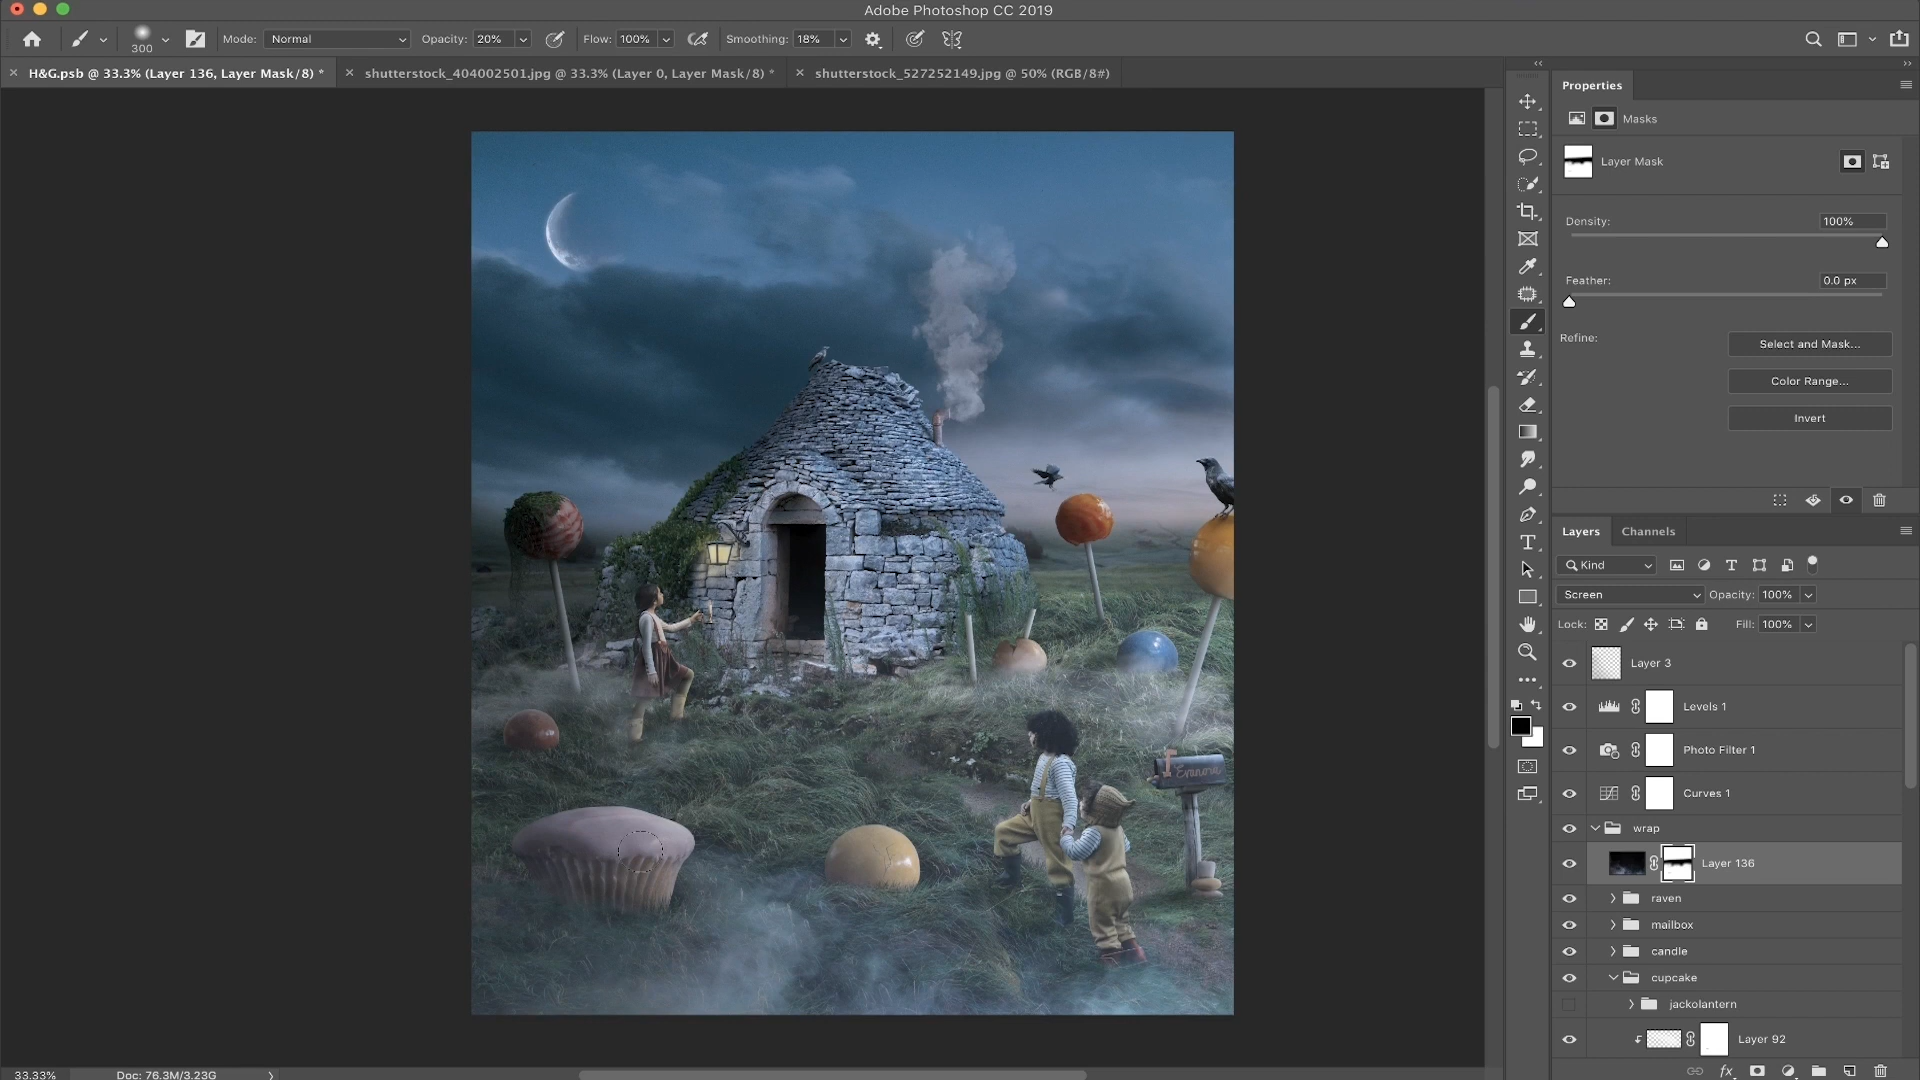 Adobe Photoshop CC 2019
300
Mode: Normal
Opacity: 20%
Flow: 100%
Smoothing: 18%
H&G.psb @ 33.3% (Layer 136, Layer Mask/8) *
shutterstock_404002501.jpg @ 33.3% (Layer 0, Layer Mask/8) *
shutterstock_527252149.jpg @ 50% (RGB/8#)
Properties
Masks
Layer Mask
Density: 100%
Feather: 0.0 px
Refine:
Select and Mask...
Color Range...
Invert
Layers
Channels
Kind
Screen
Opacity: 100%
Lock:
Fill: 100%
Layer 3
Levels 1
Photo Filter 1
Curves 1
wrap
Layer 136
raven
mailbox
candle
cupcake
jackolantern
Layer 92
Evanora
33.33%
Doc: 76.3M/3.23G